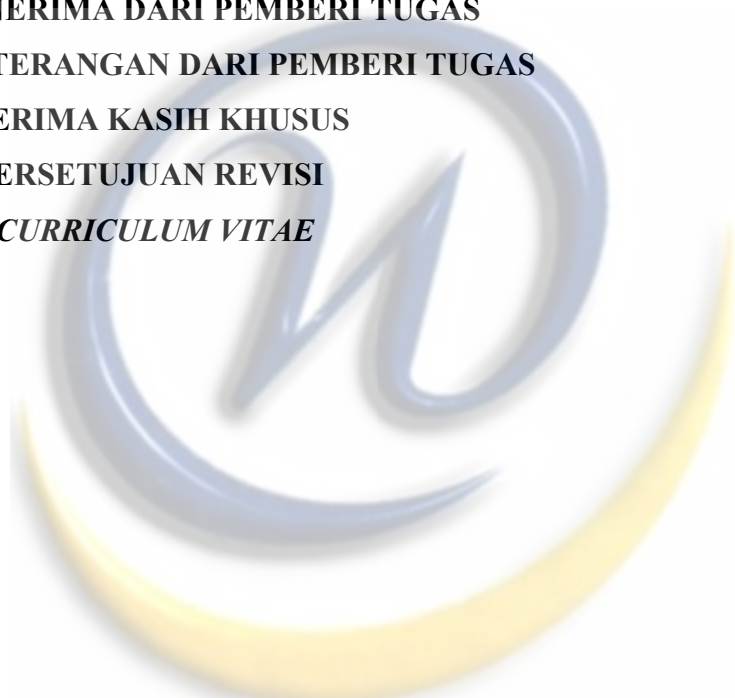 NERIMA DARI PEMBERI TUGAS
TERANGAN DARI PEMBERI TUGAS
ERIMA KASIH KHUSUS
ERSETUJUAN REVISI
CURRICULUM VITAE